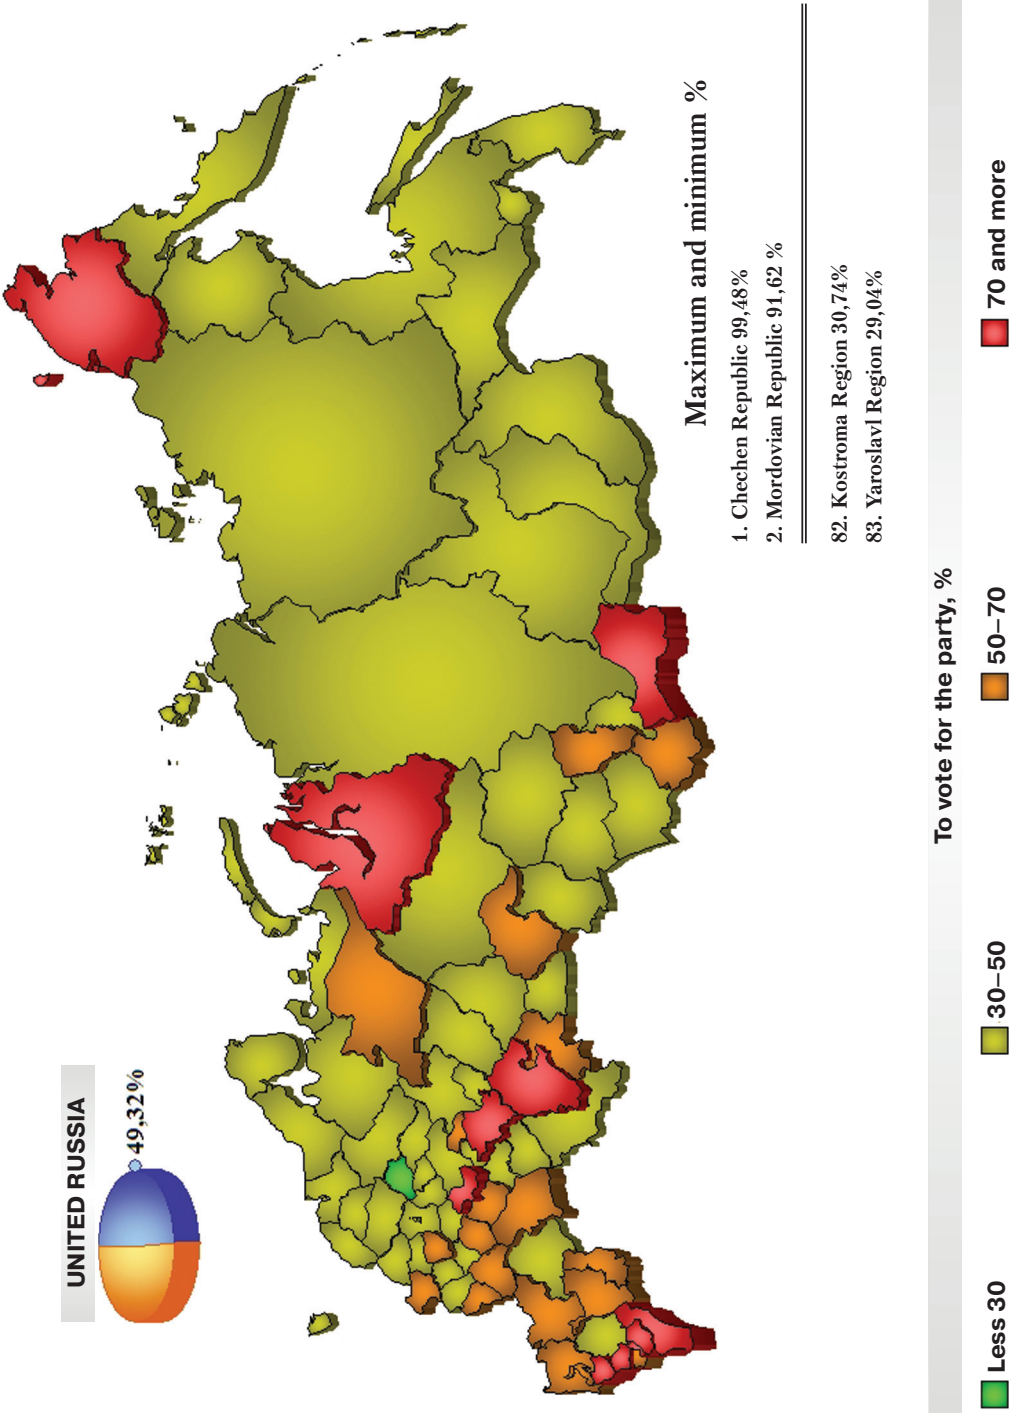 UNITED RUSSIA
49,32%
Maximum and minimum %
1. Chechen Republic 99,48%
2. Mordovian Republic 91,62 %
82. Kostroma Region 30,74%
83. Yaroslavl Region 29,04%
To vote for the party, %
Less 30
30–50
50–70
70 and more